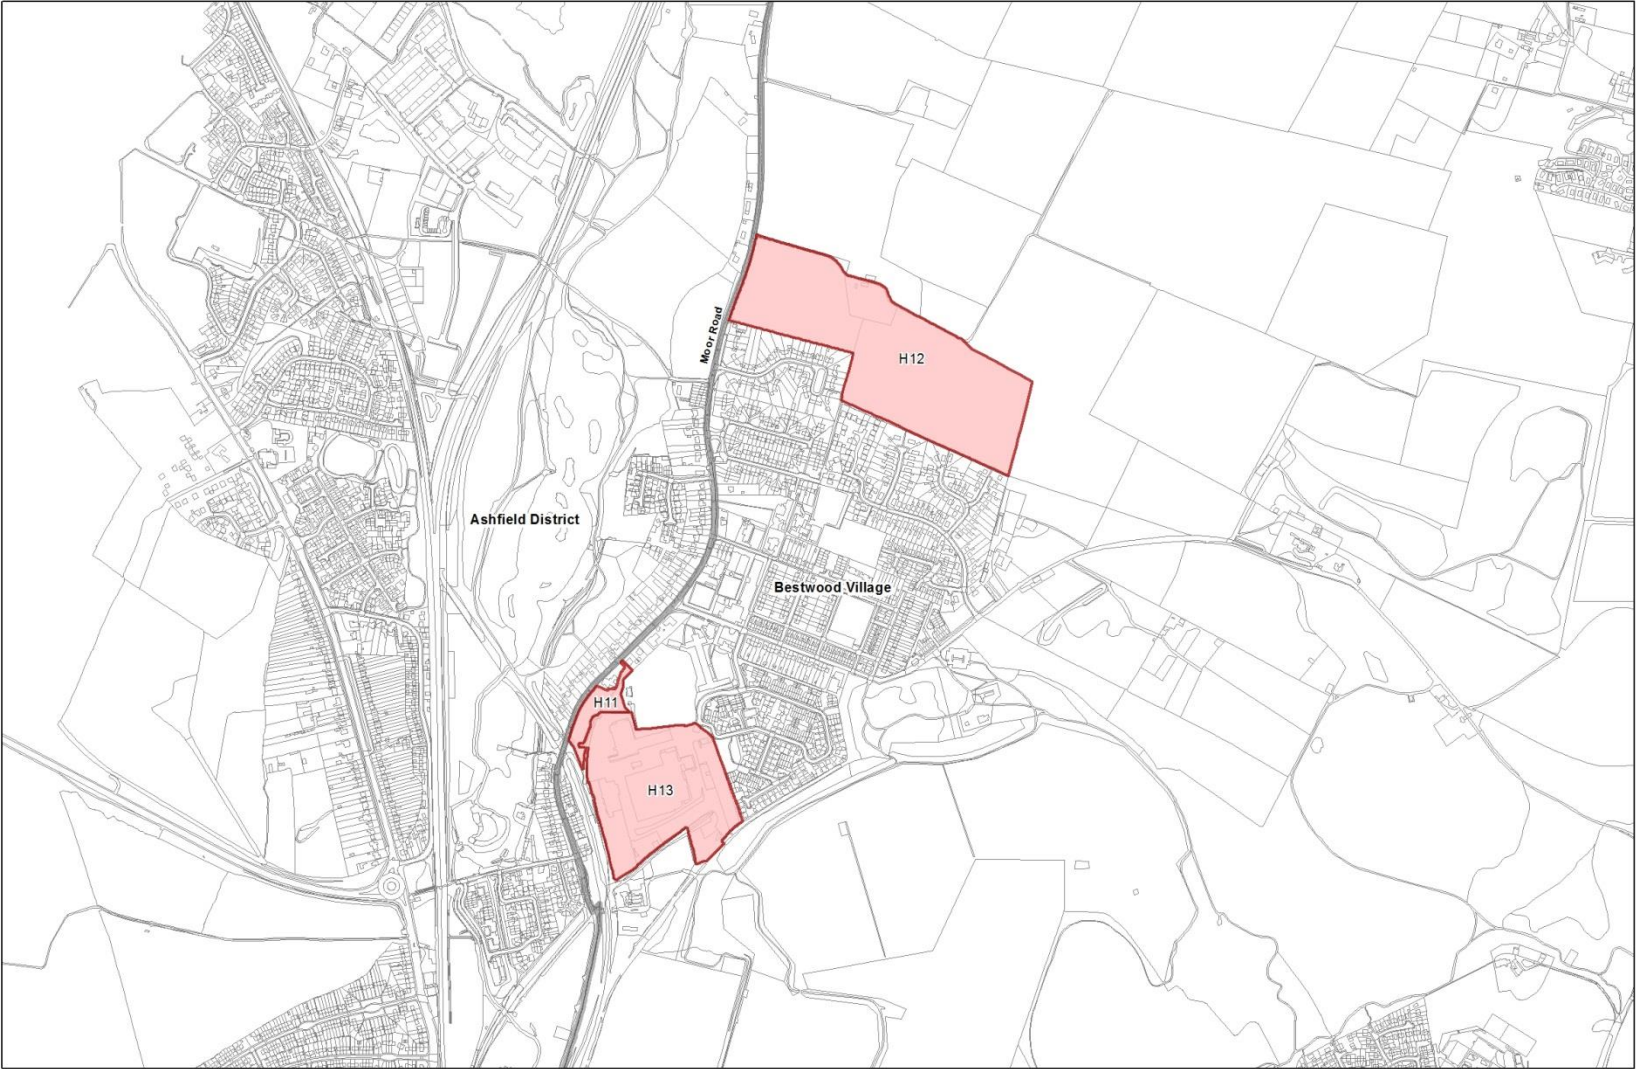 Moor Road
H12
Ashfield District
Bestwood Village
H11
H13